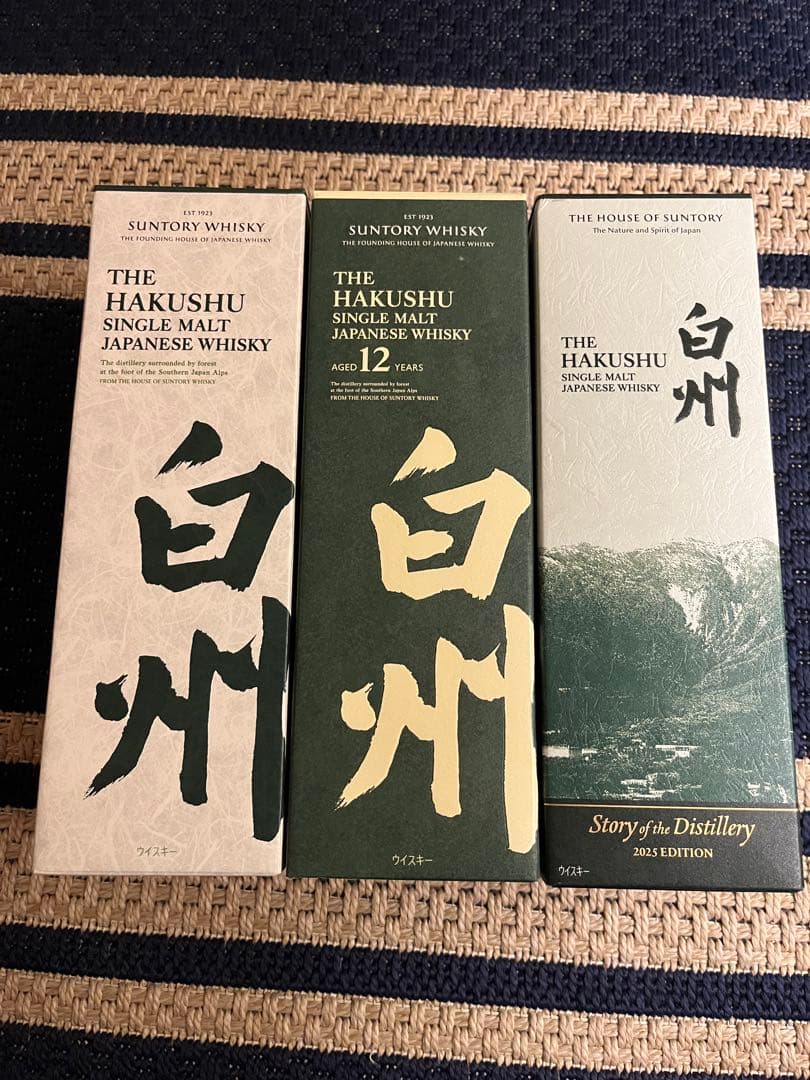 EST 1923
SUNTORY WHISKY
THE FOUNDING HOUSE OF JAPANESE WHISKY
THE
HAKUSHU
SINGLE MALT
JAPANESE WHISKY
The distillery surrounded by forest
at the foot of the Southern Japan Alps
FROM THE HOUSE OF SUNTORY WHISKY
白州
ウイスキー
EST 1923
SUNTORY WHISKY
THE FOUNDING HOUSE OF JAPANESE WHISKY
THE
HAKUSHU
SINGLE MALT
JAPANESE WHISKY
AGED 12 YEARS
The distillery surrounded by forest
at the foot of the Southern Japan Alps
FROM THE HOUSE OF SUNTORY WHISKY
白州
ウイスキー
THE HOUSE OF SUNTORY
The Nature and Spirit of Japan
THE
HAKUSHU
SINGLE MALT
JAPANESE WHISKY
白州
Story of the Distillery
2025 EDITION
ウイスキー